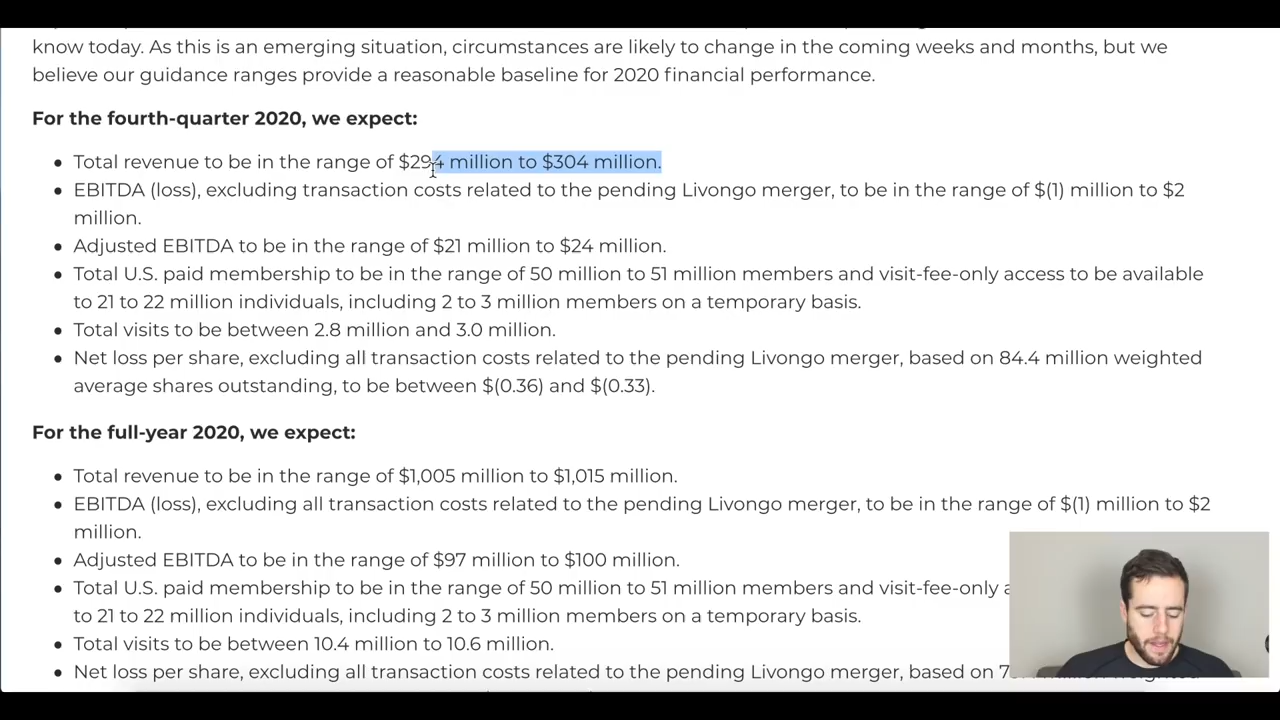 know today. As this is an emerging situation, circumstances are likely to change in the coming weeks and months, but we
believe our guidance ranges provide a reasonable baseline for 2020 financial performance.
For the fourth-quarter 2020, we expect:
• Total revenue to be in the range of $294 million to $304 million.
• EBITDA (loss), excluding transaction costs related to the pending Livongo merger, to be in the range of $(1) million to $2
million.
• Adjusted EBITDA to be in the range of $21 million to $24 million.
• Total U.S. paid membership to be in the range of 50 million to 51 million members and visit-fee-only access to be available
to 21 to 22 million individuals, including 2 to 3 million members on a temporary basis.
• Total visits to be between 2.8 million and 3.0 million.
• Net loss per share, excluding all transaction costs related to the pending Livongo merger, based on 84.4 million weighted
average shares outstanding, to be between $(0.36) and $(0.33).
For the full-year 2020, we expect:
• Total revenue to be in the range of $1,005 million to $1,015 million.
• EBITDA (loss), excluding all transaction costs related to the pending Livongo merger, to be in the range of $(1) million to $2
million.
• Adjusted EBITDA to be in the range of $97 million to $100 million.
• Total U.S. paid membership to be in the range of 50 million to 51 million members and visit-fee-only
to 21 to 22 million individuals, including 2 to 3 million members on a temporary basis.
• Total visits to be between 10.4 million to 10.6 million.
• Net loss per share, excluding all transaction costs related to the pending Livongo merger, based on